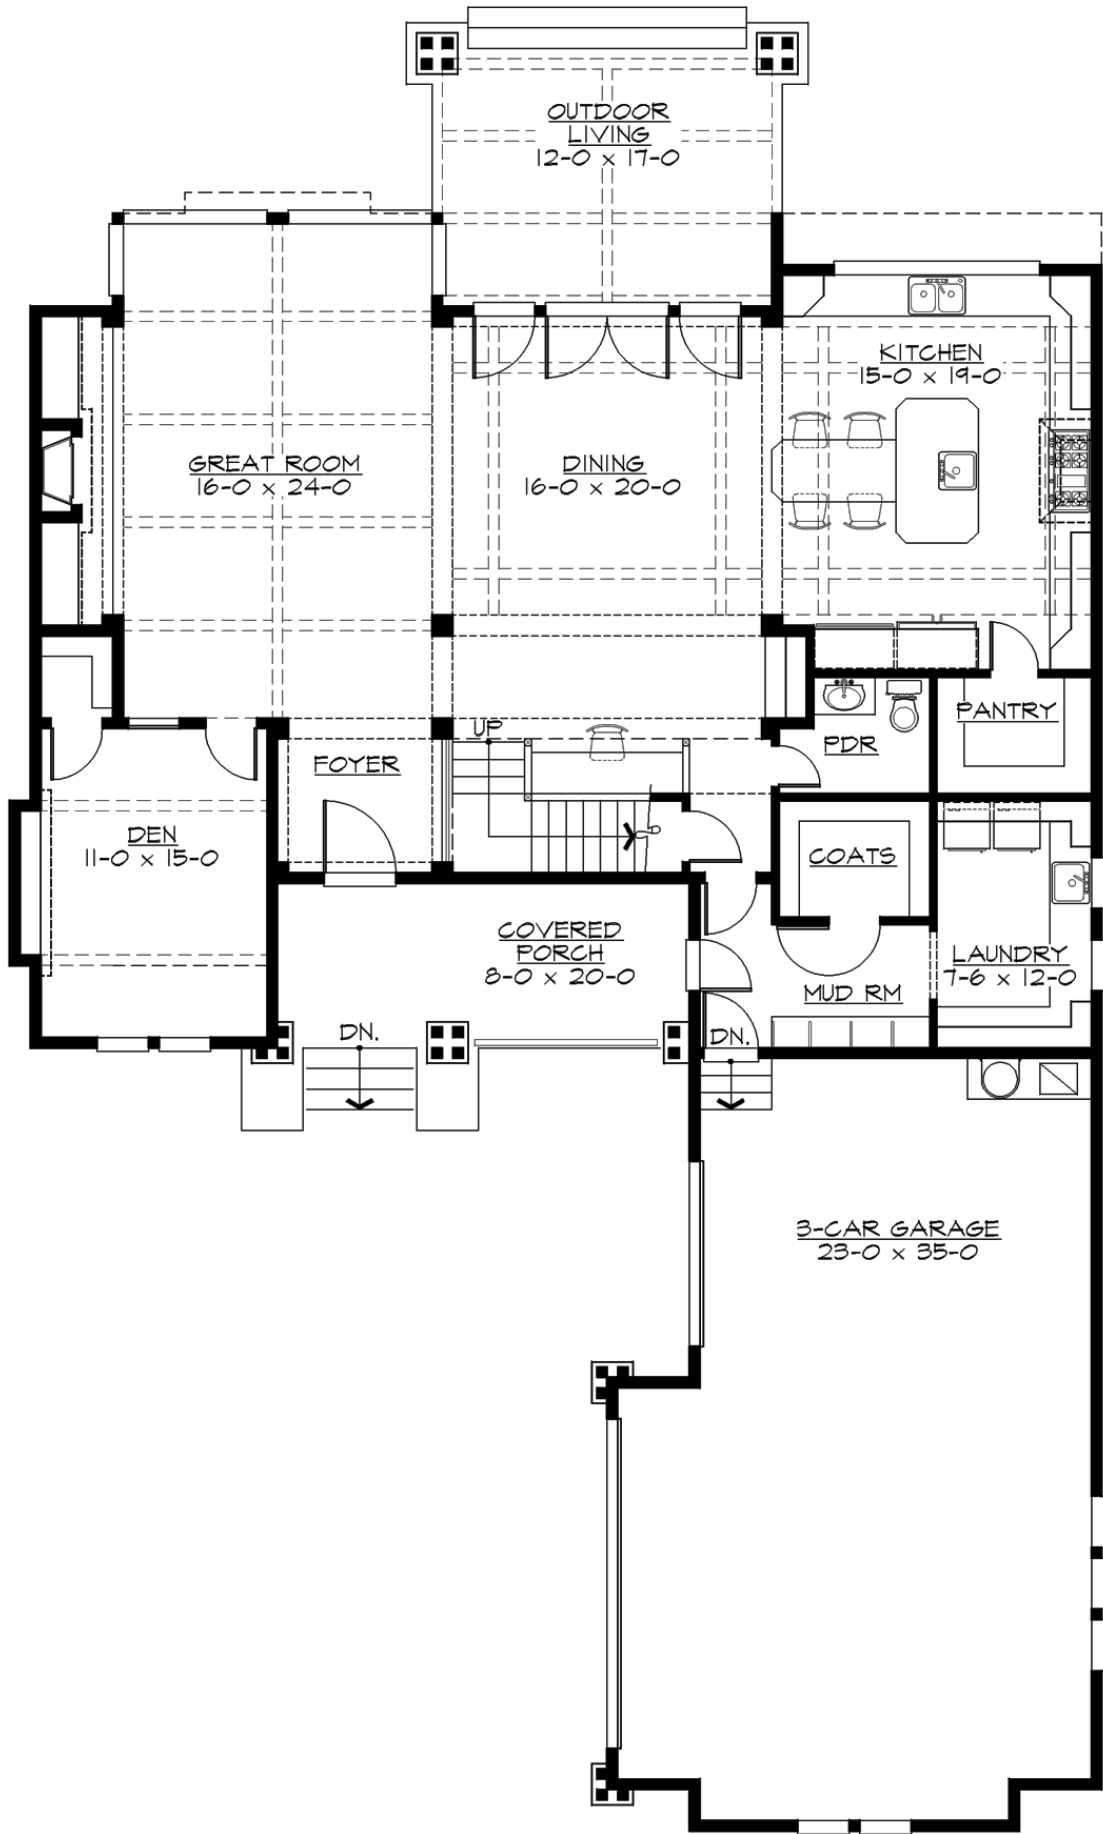 OUTDOOR
LIVING
12-0 x 17-0
KITCHEN
15-0 x 19-0
GREAT ROOM
16-0 x 24-0
DINING
16-0 x 20-0
UP
PANTRY
PDR
FOYER
DEN
11-0 x 15-0
COATS
COVERED
PORCH
8-0 x 20-0
LAUNDRY
7-6 x 12-0
MUD RM
DN.
DN.
3-CAR GARAGE
23-0 x 35-0